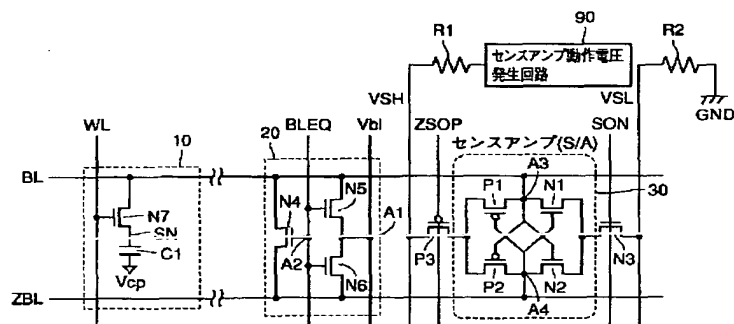 90
R1
センスアンプ動作電圧
発生回路
R2
VSH
VSL
GND
WL
10
BLEQ
Vbl
ZSOP
センスアンプ(S/A)
SON
20
A3
30
BL
N7
SN
C1
Vcp
N4
N5
A1
A2
N6
P1
N1
P3
P2
N2
N3
A4
ZBL